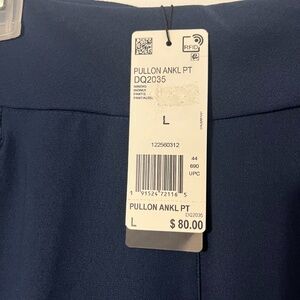 RFID
PULLON ANKL PT
DQ2035
L
122560312
44
690
UPC
1 91524 72116 5
PULLON ANKL PT
DQ2035
L $ 80.00